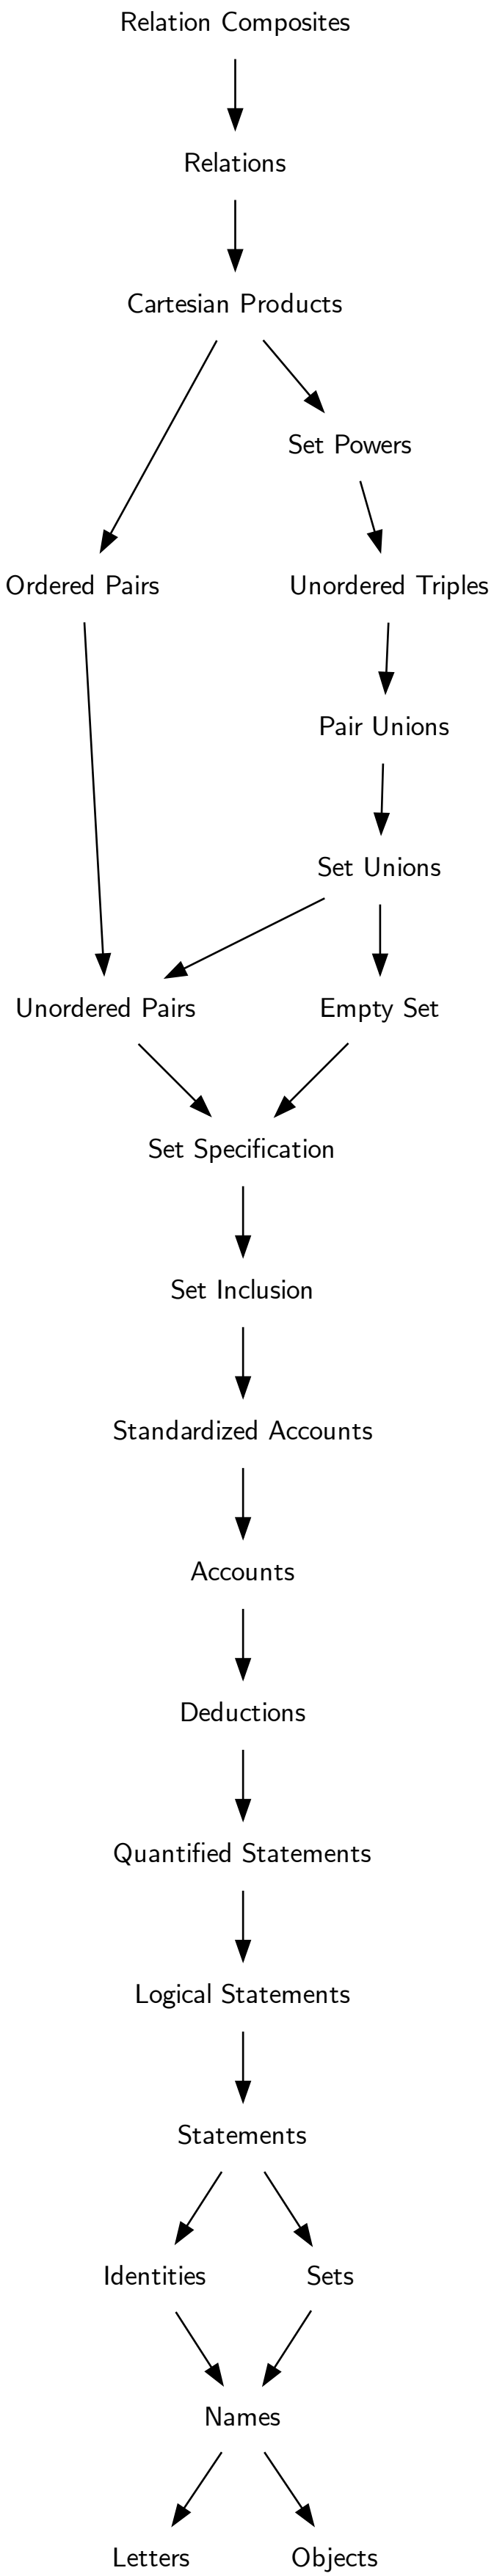 Relation Composites
Relations
Cartesian Products
Set Powers
Ordered Pairs
Unordered Triples
Pair Unions
Set Unions
Unordered Pairs
Empty Set
Set Specification
Set Inclusion
Standardized Accounts
Accounts
Deductions
Quantified Statements
Logical Statements
Statements
Identities
Sets
Names
Letters
Objects